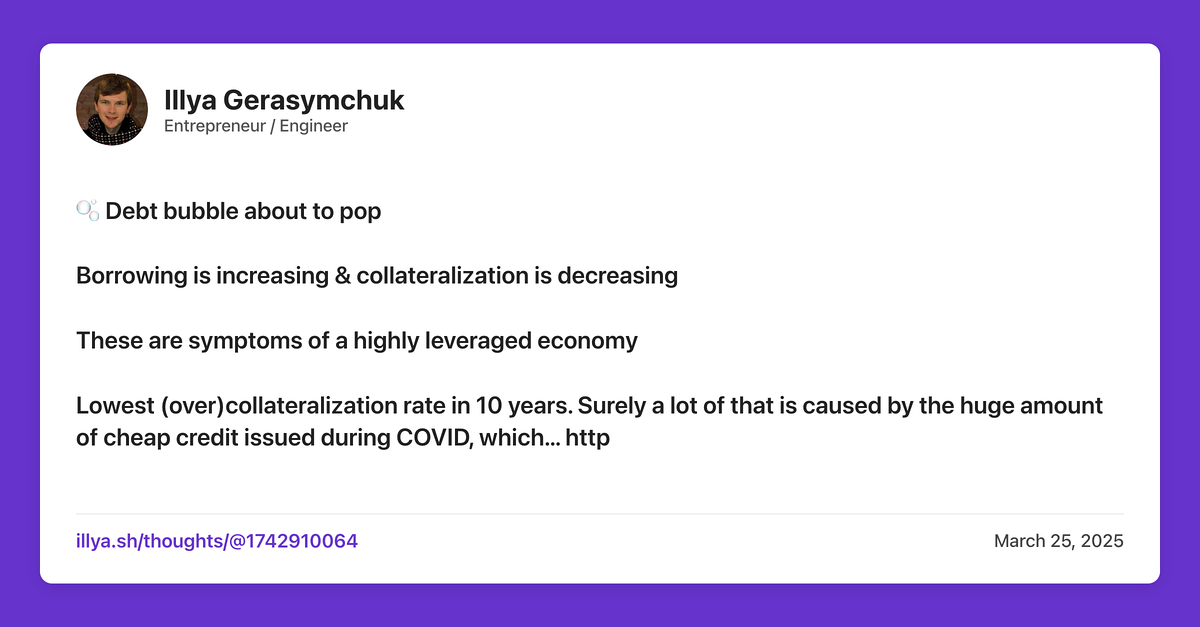 Illya Gerasymchuk
Entrepreneur / Engineer
🫧 Debt bubble about to pop
Borrowing is increasing & collateralization is decreasing
These are symptoms of a highly leveraged economy
Lowest (over)collateralization rate in 10 years. Surely a lot of that is caused by the huge amount
of cheap credit issued during COVID, which... http
illya.sh/thoughts/@1742910064
March 25, 2025